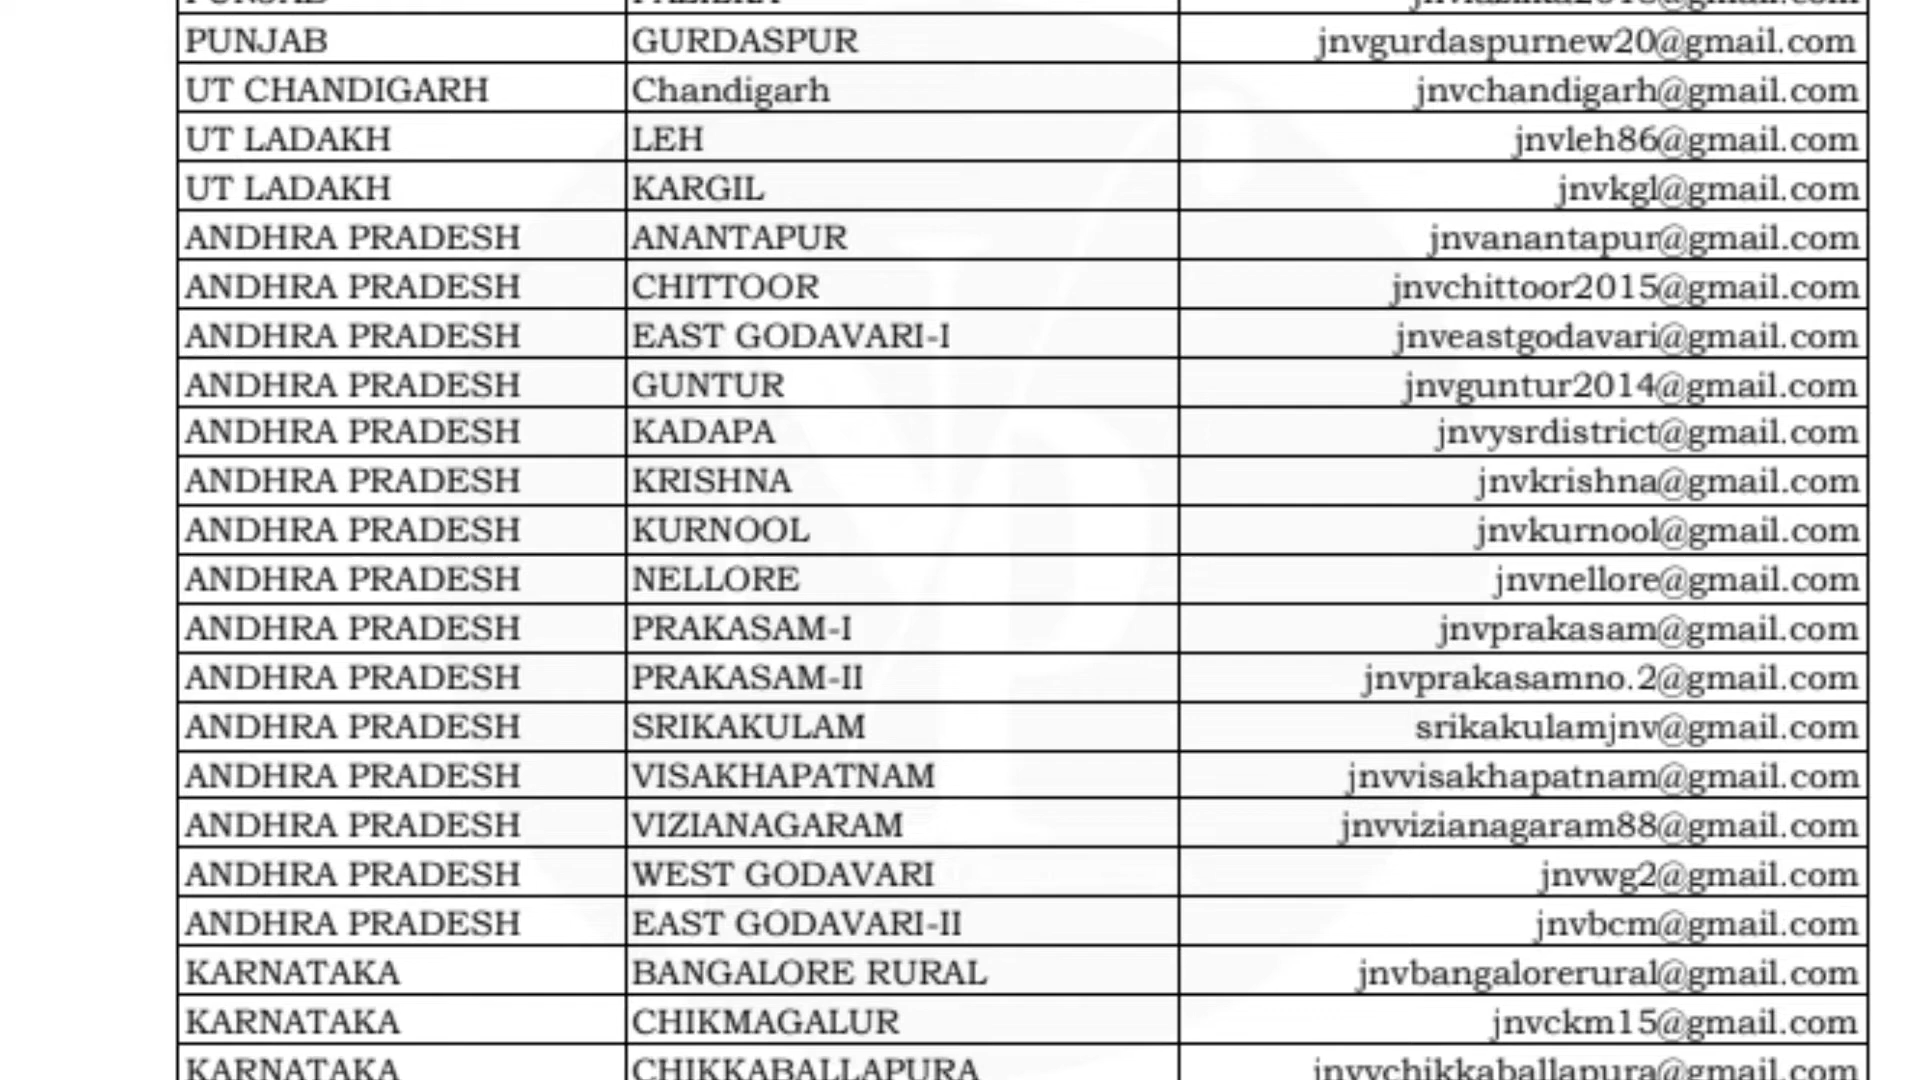 PUNJAB
PUNJAB GURDASPUR jnvgurdaspurnew20@gmail.com
UT CHANDIGARH Chandigarh jnvchandigarh@gmail.com
UT LADAKH LEH jnvleh86@gmail.com
UT LADAKH KARGIL jnvkgl@gmail.com
ANDHRA PRADESH ANANTAPUR jnvanantapur@gmail.com
ANDHRA PRADESH CHITTOOR jnvchittoor2015@gmail.com
ANDHRA PRADESH EAST GODAVARI-I jnveastgodavari@gmail.com
ANDHRA PRADESH GUNTUR jnvguntur2014@gmail.com
ANDHRA PRADESH KADAPA jnvysrdistrict@gmail.com
ANDHRA PRADESH KRISHNA jnvkrishna@gmail.com
ANDHRA PRADESH KURNOOL jnvkurnool@gmail.com
ANDHRA PRADESH NELLORE jnvnellore@gmail.com
ANDHRA PRADESH PRAKASAM-I jnvprakasam@gmail.com
ANDHRA PRADESH PRAKASAM-II jnvprakasamno.2@gmail.com
ANDHRA PRADESH SRIKAKULAM srikakulamjnv@gmail.com
ANDHRA PRADESH VISAKHAPATNAM jnvvisakhapatnam@gmail.com
ANDHRA PRADESH VIZIANAGARAM jnvvizianagaram88@gmail.com
ANDHRA PRADESH WEST GODAVARI jnvwg2@gmail.com
ANDHRA PRADESH EAST GODAVARI-II jnvbcm@gmail.com
KARNATAKA BANGALORE RURAL jnvbangalorerural@gmail.com
KARNATAKA CHIKMAGALUR jnvckm15@gmail.com
KARNATAKA CHIKKABALLAPURA jnvvchikkaballapura@gmail.com